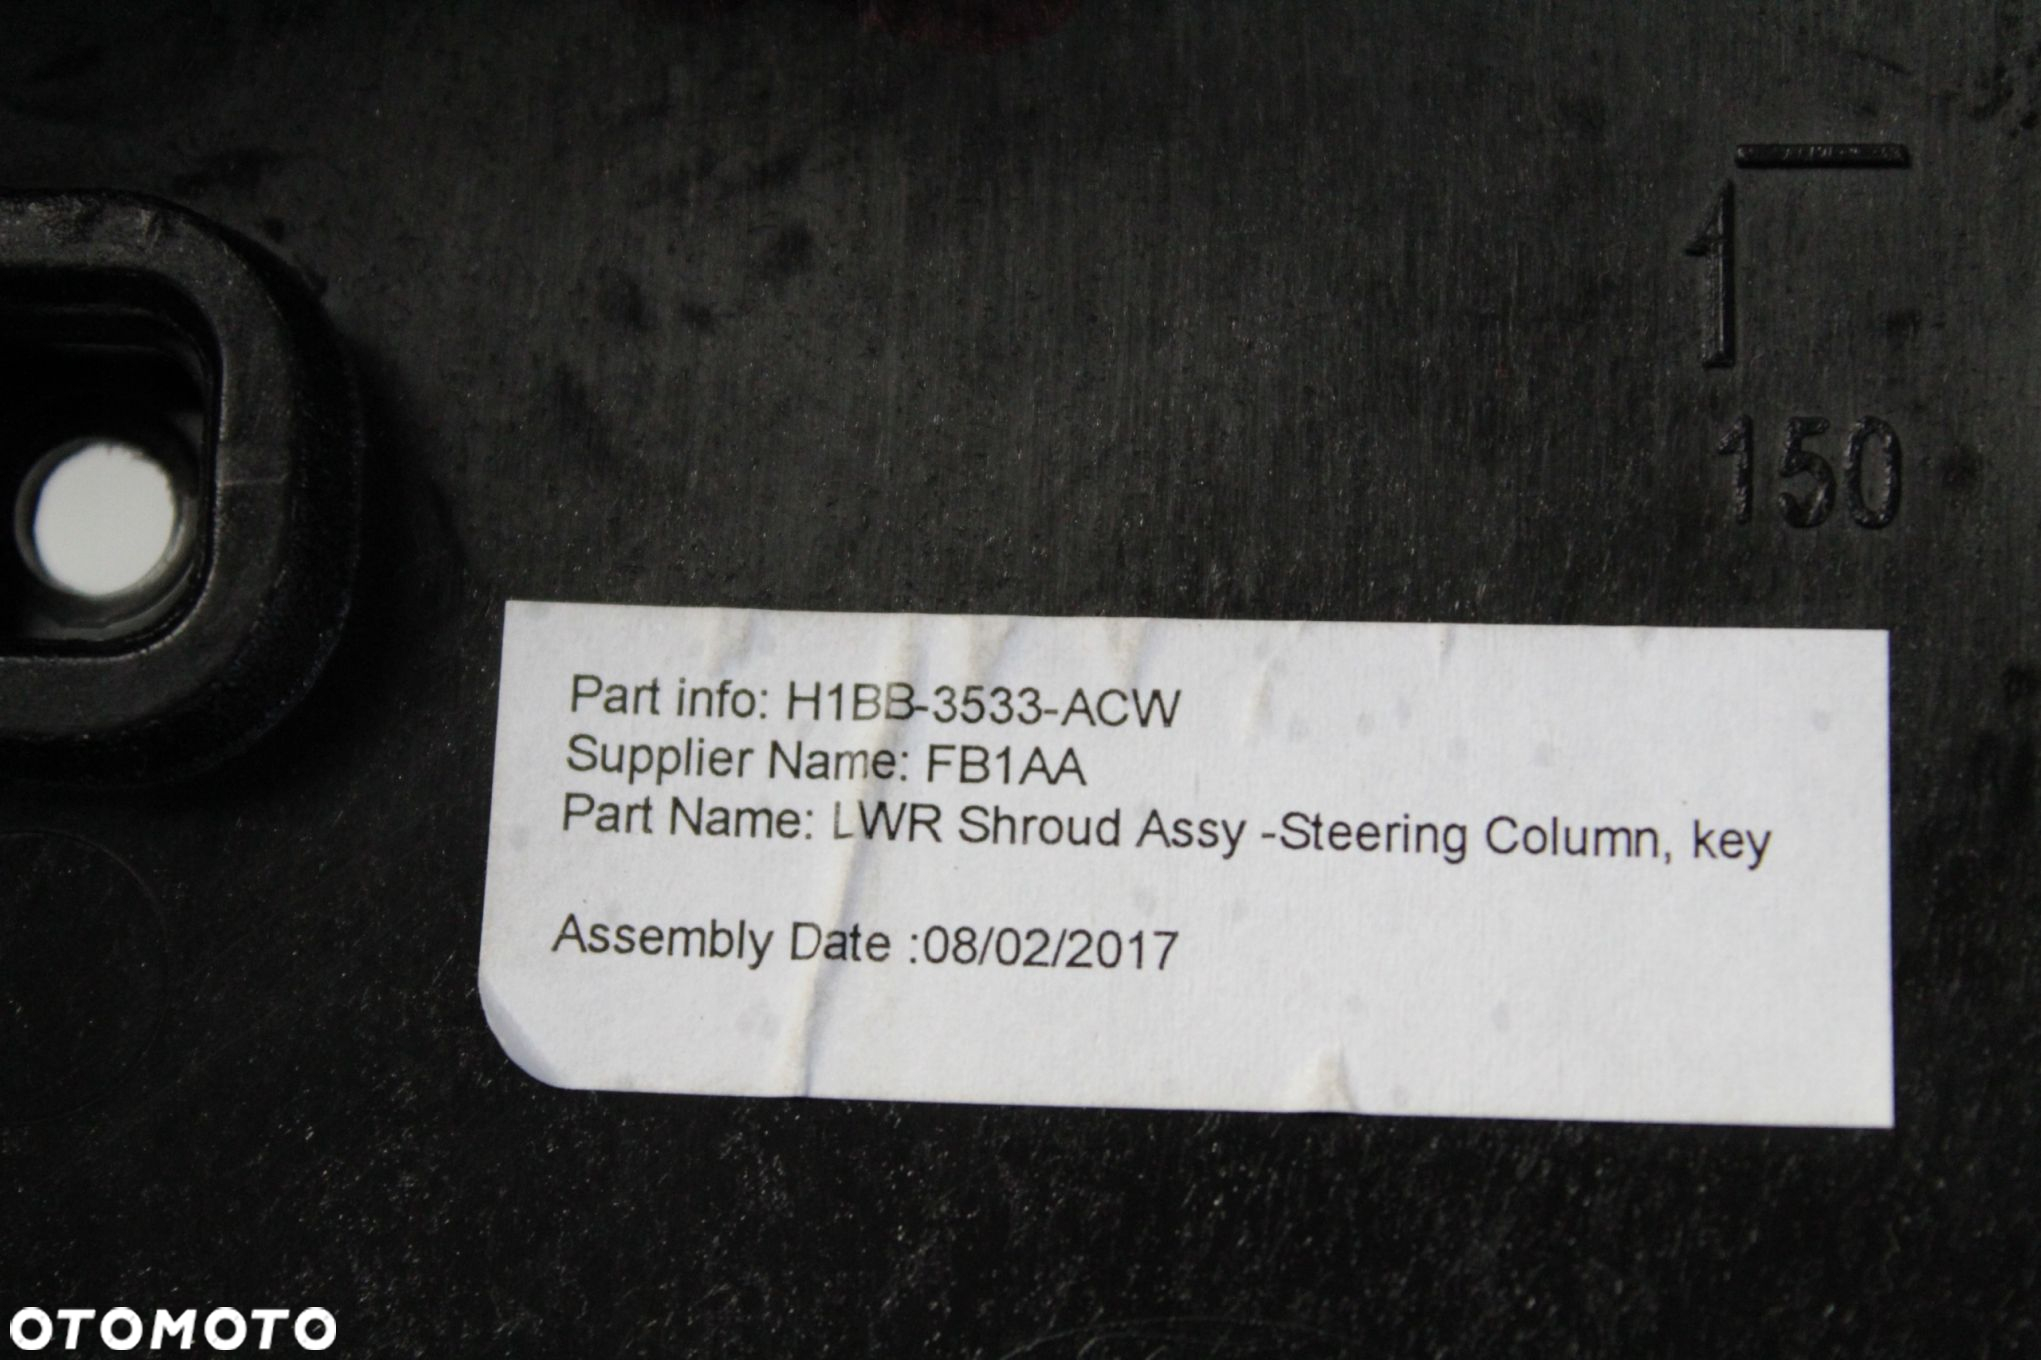 1
150
Part info: H1BB-3533-ACW
Supplier Name: FB1AA
Part Name: LWR Shroud Assy -Steering Column, key
Assembly Date :08/02/2017
OTOMOTO